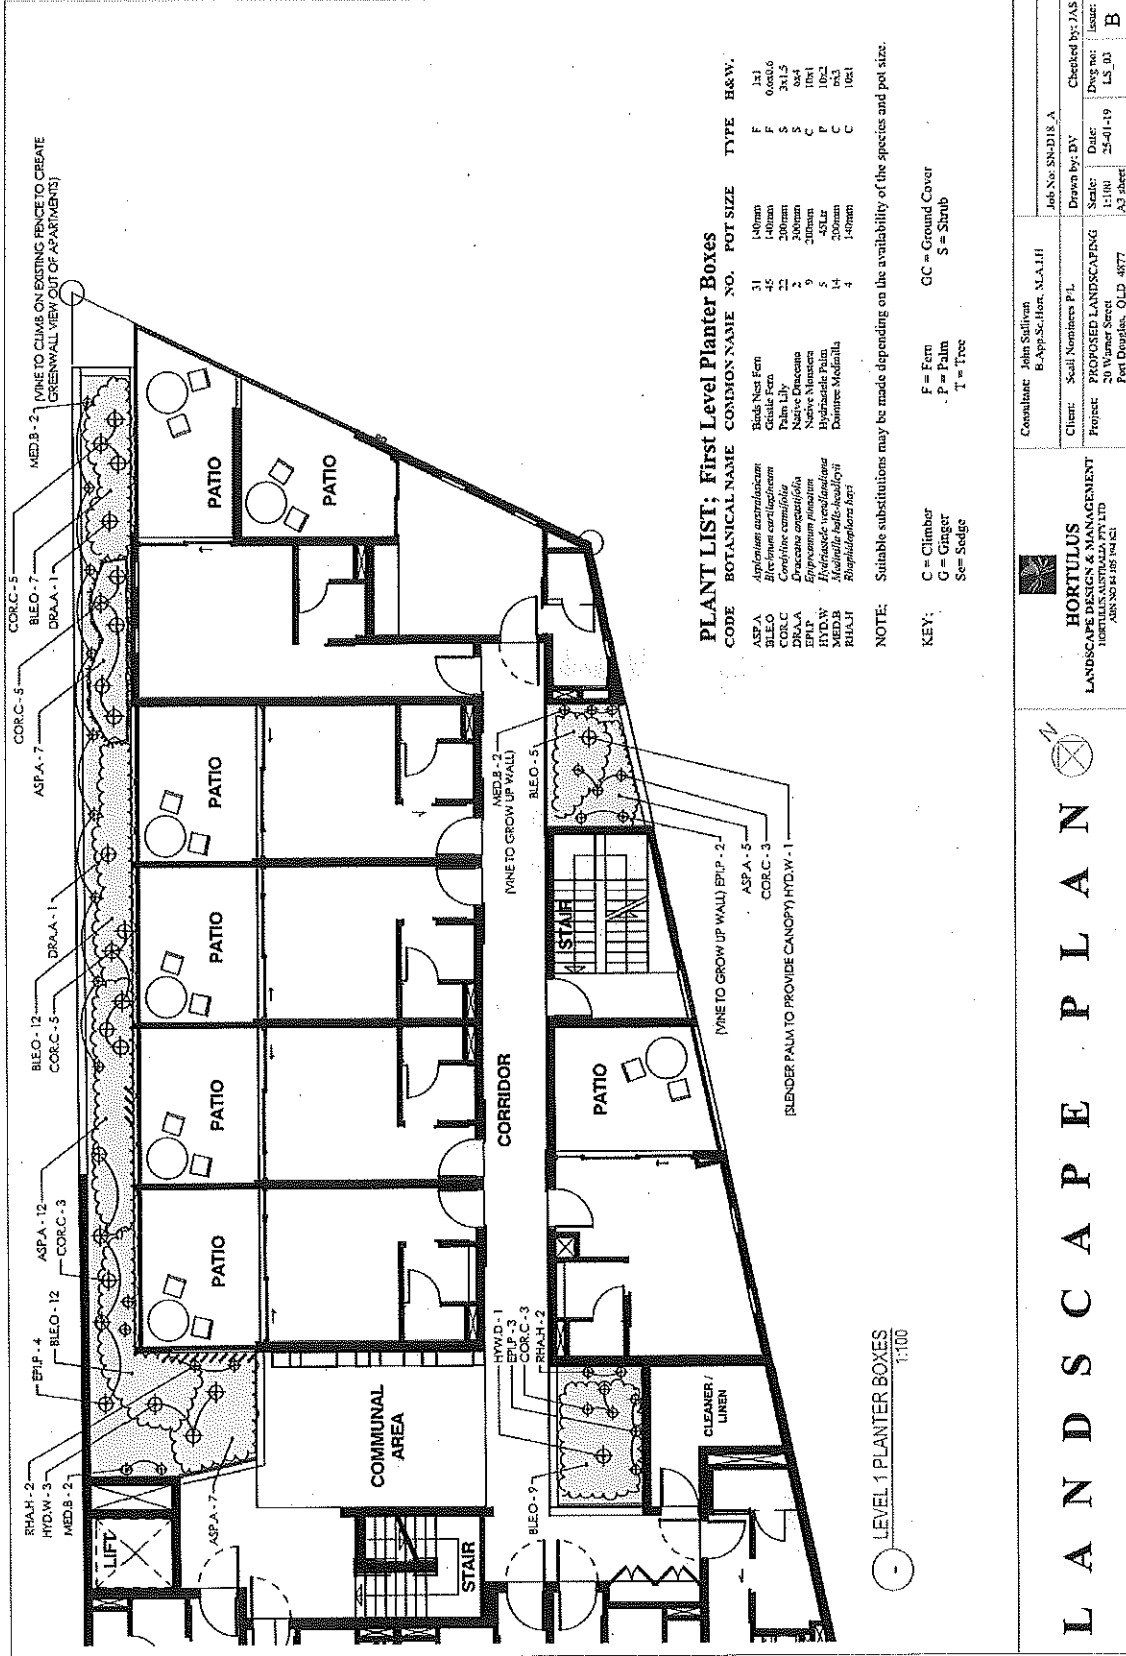 COR.C - 5
BLE.O - 7
DRA.A - 1
MED.B - 2 (VINE TO CLIMB ON EXISTING FENCE TO CREATE
GREENWALL VIEW OUT OF APARTMENTS)
COR.C - 5
ASP.A - 7
BLE.O - 12
COR.C - 5
DRA.A - 1
ASP.A - 12
COR.C - 3
EPI.P - 4
BLE.O - 12
RHA.H - 2
HYD.W - 3
MED.B - 2
ASP.A - 7
LIFT
PATIO
PATIO
PATIO
PATIO
PATIO
PATIO
COMMUNAL
AREA
STAIR
CORRIDOR
MED.B - 2
(VINE TO GROW UP WALL)
BLE.O - 5
STAIR
PATIO
HYW.D - 1
EPI.P - 3
COR.C - 3
RHA.H - 2
BLE.O - 9
CLEANER /
LINEN
(VINE TO GROW UP WALL) EPI.P - 2
ASP.A - 5
COR.C - 3
(SLENDER PALM TO PROVIDE CANOPY) HYD.W - 1
- LEVEL 1 PLANTER BOXES
1:100
PLANT LIST; First Level Planter Boxes
CODE BOTANICAL NAME COMMON NAME NO. POT SIZE TYPE H&W.
ASP.A Asplenium australasicum Birds Nest Fern 31 140mm F 1x1
BLE.O Blechnum cartilagineum Gristle Fern 45 140mm F 0.6x0.6
COR.C Cordyline cannifolia Palm Lily 22 200mm S 3x1.5
DRA.A Dracaena angustifolia Native Dracaena 2 300mm S 6x4
EPI.P Epipremnum pinnatum Native Monstera 9 200mm C 10x1
HYD.W Hydriastele wendlandiana Hydriastele Palm 5 45Ltr P 10x2
MED.B Medinilla balls-headleyii Daintree Medinilla 14 200mm C 6x3
RHA.H Rhaphidophora hayi 4 140mm C 10x1
NOTE: Suitable substitutions may be made depending on the availability of the species and pot size.
KEY: C = Climber F = Fern GC = Ground Cover
G = Ginger P = Palm S = Shrub
Se= Sedge T = Tree
LANDSCAPE PLAN
N
HORTULUS
LANDSCAPE DESIGN & MANAGEMENT
HORTULUS AUSTRALIA PTY LTD
Consultant: John Sullivan
B.App.Sc.Hort. M.A.I.H
Job No: SN-D18_A
Client: Scall Nominees P/L
Drawn by: DV Checked by: JAS
Project: PROPOSED LANDSCAPING
20 Warner Street
Port Douglas, QLD 4877
Scale: 1:100
A3 sheet
Date: 25-01-19
Dwg no: LS_03
Issue: B